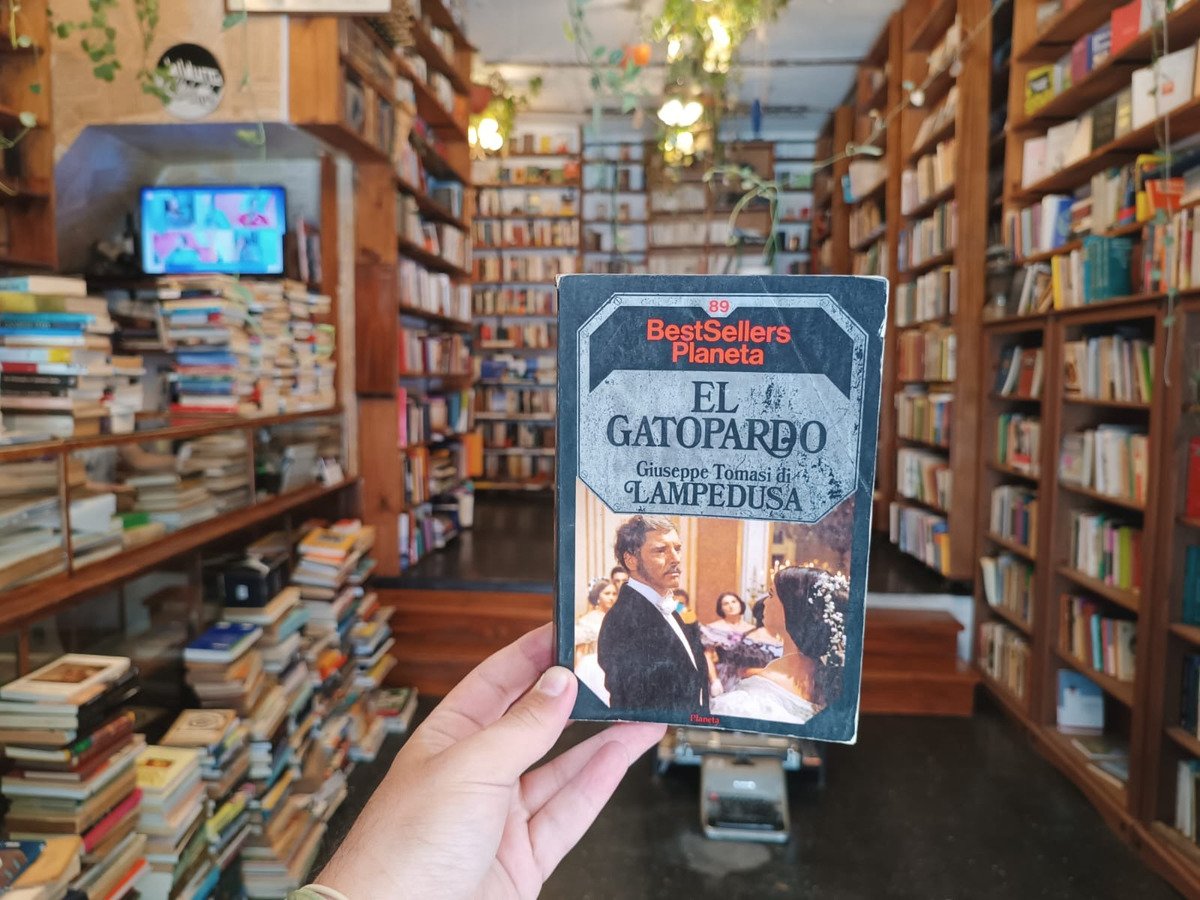 89
BestSellers
Planeta
EL
GATOPARDO
Giuseppe Tomasi di
LAMPEDUSA
Planeta